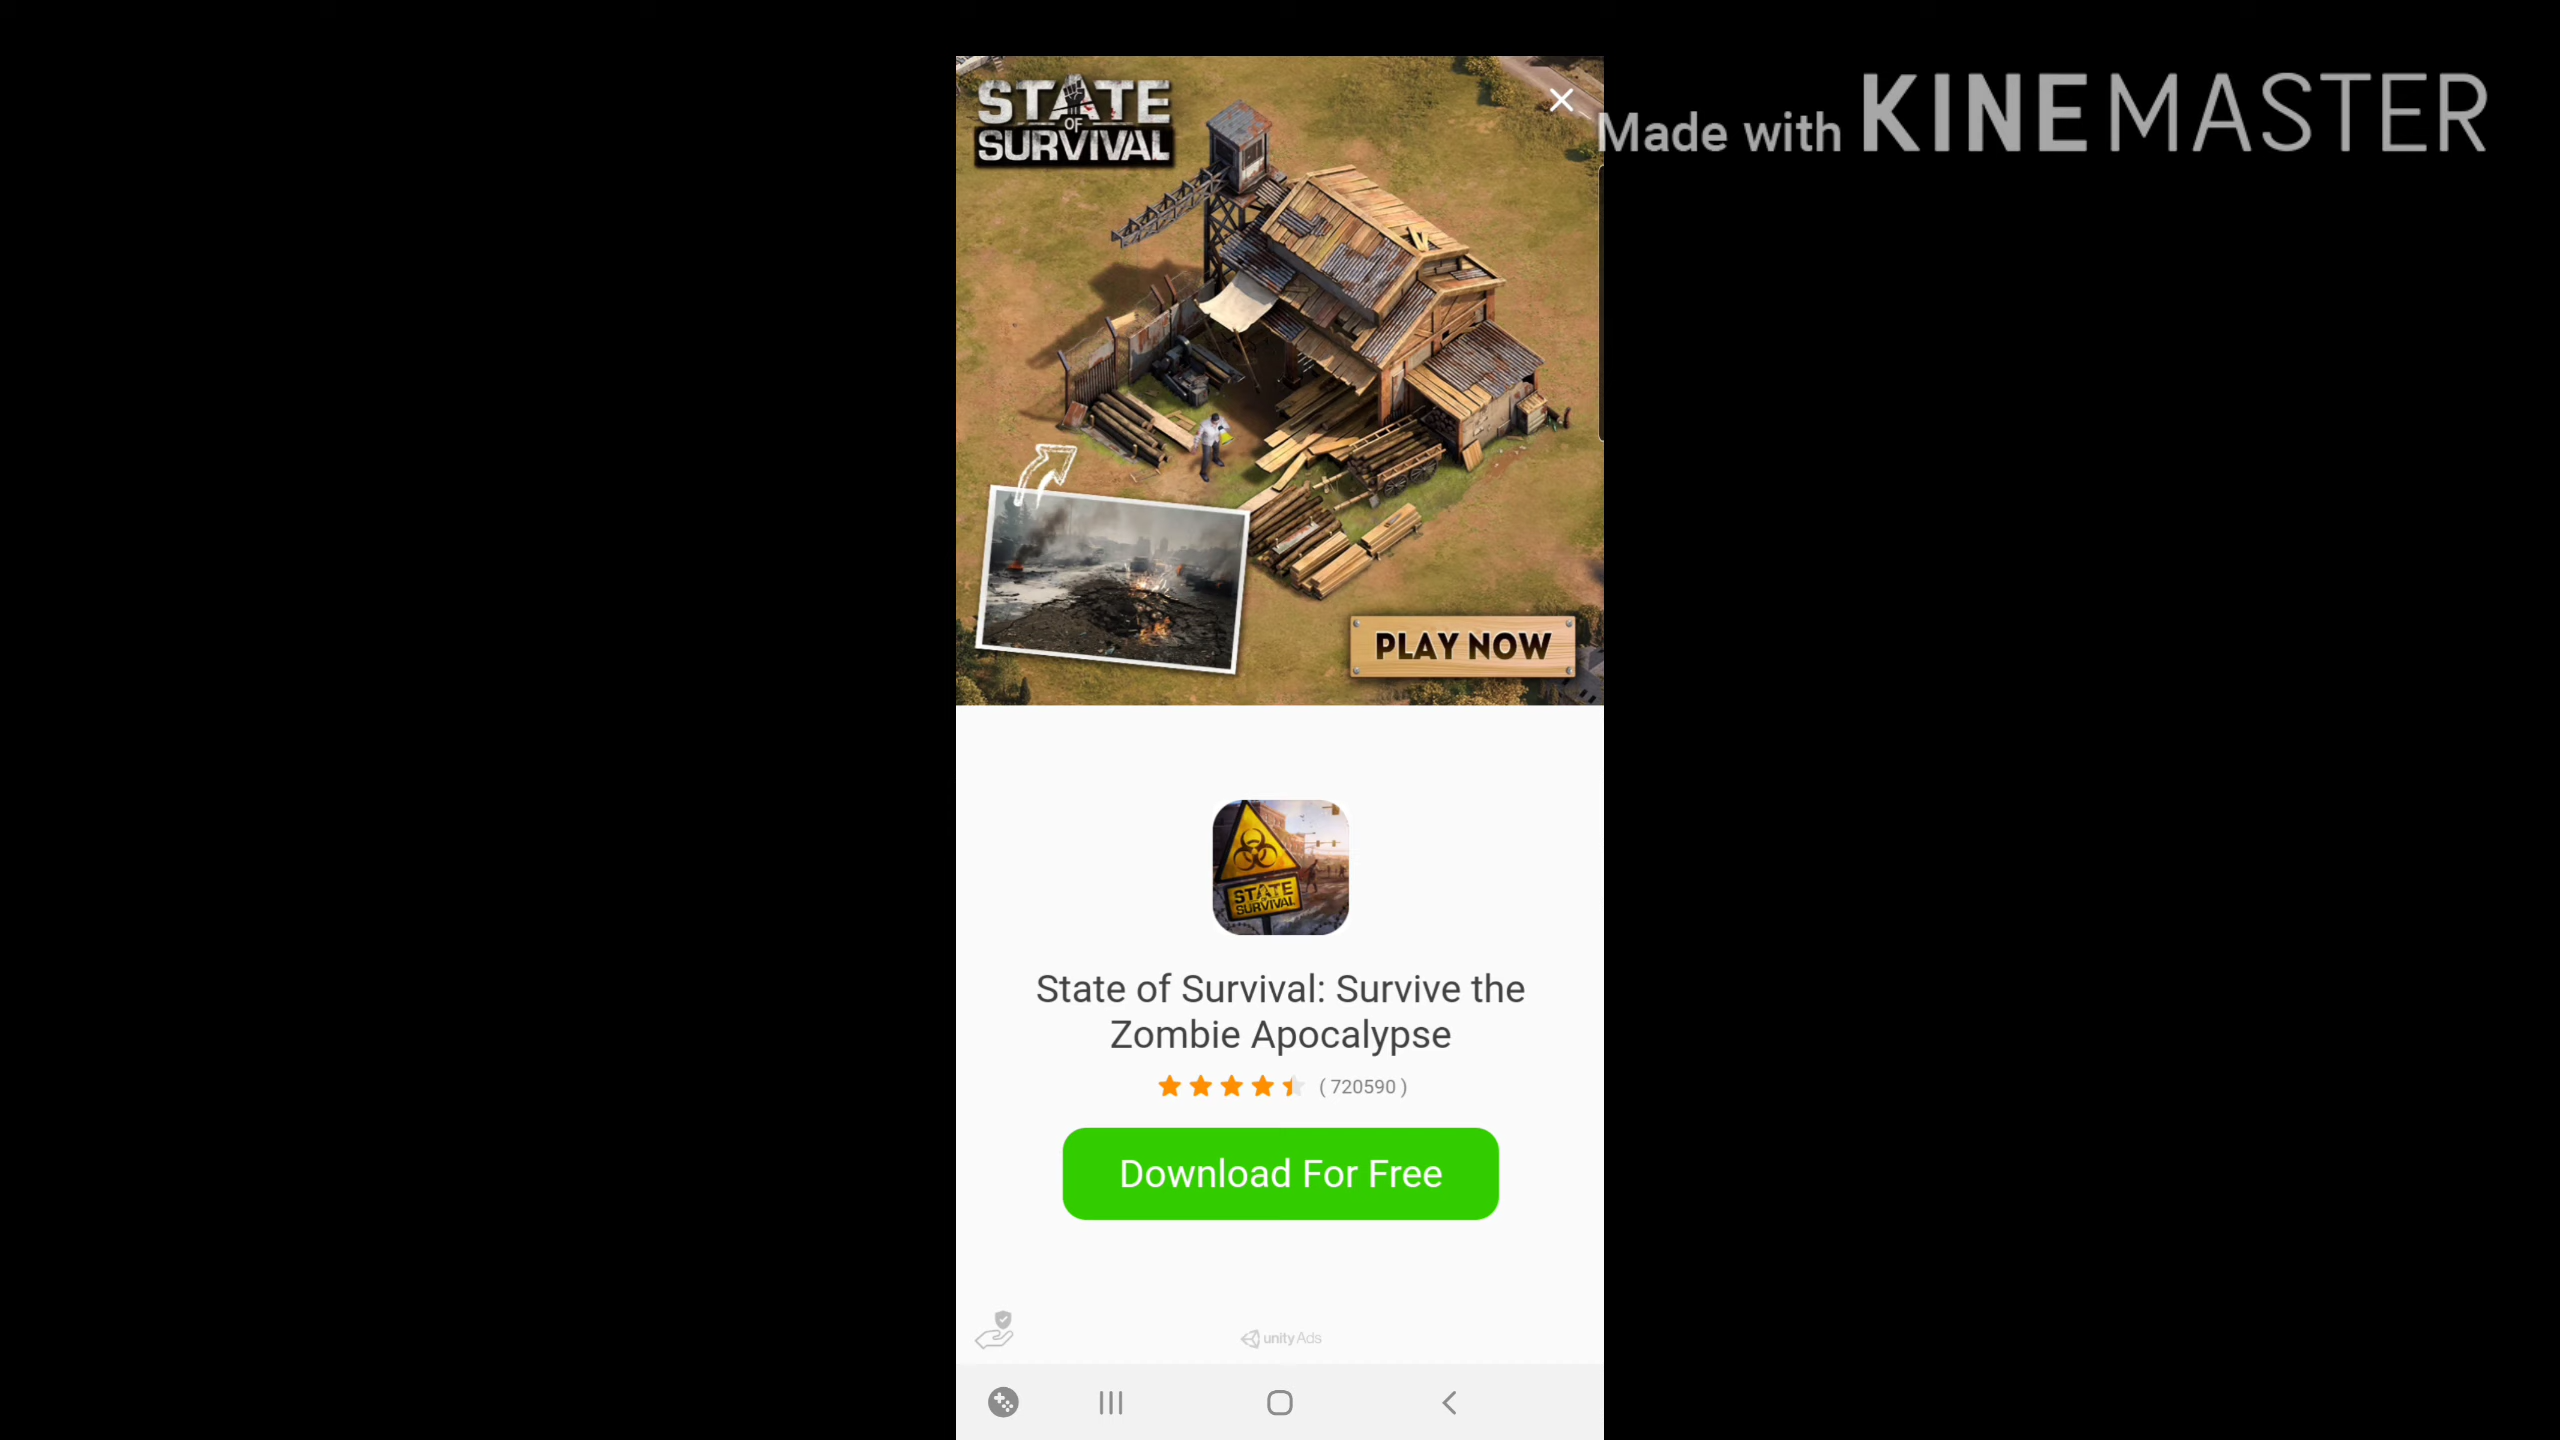 STATE
OF
SURVIVAL
Made with KINEMASTER
PLAY NOW
STATE
OF
SURVIVAL
State of Survival: Survive the
Zombie Apocalypse
( 720590 )
Download For Free
unity Ads